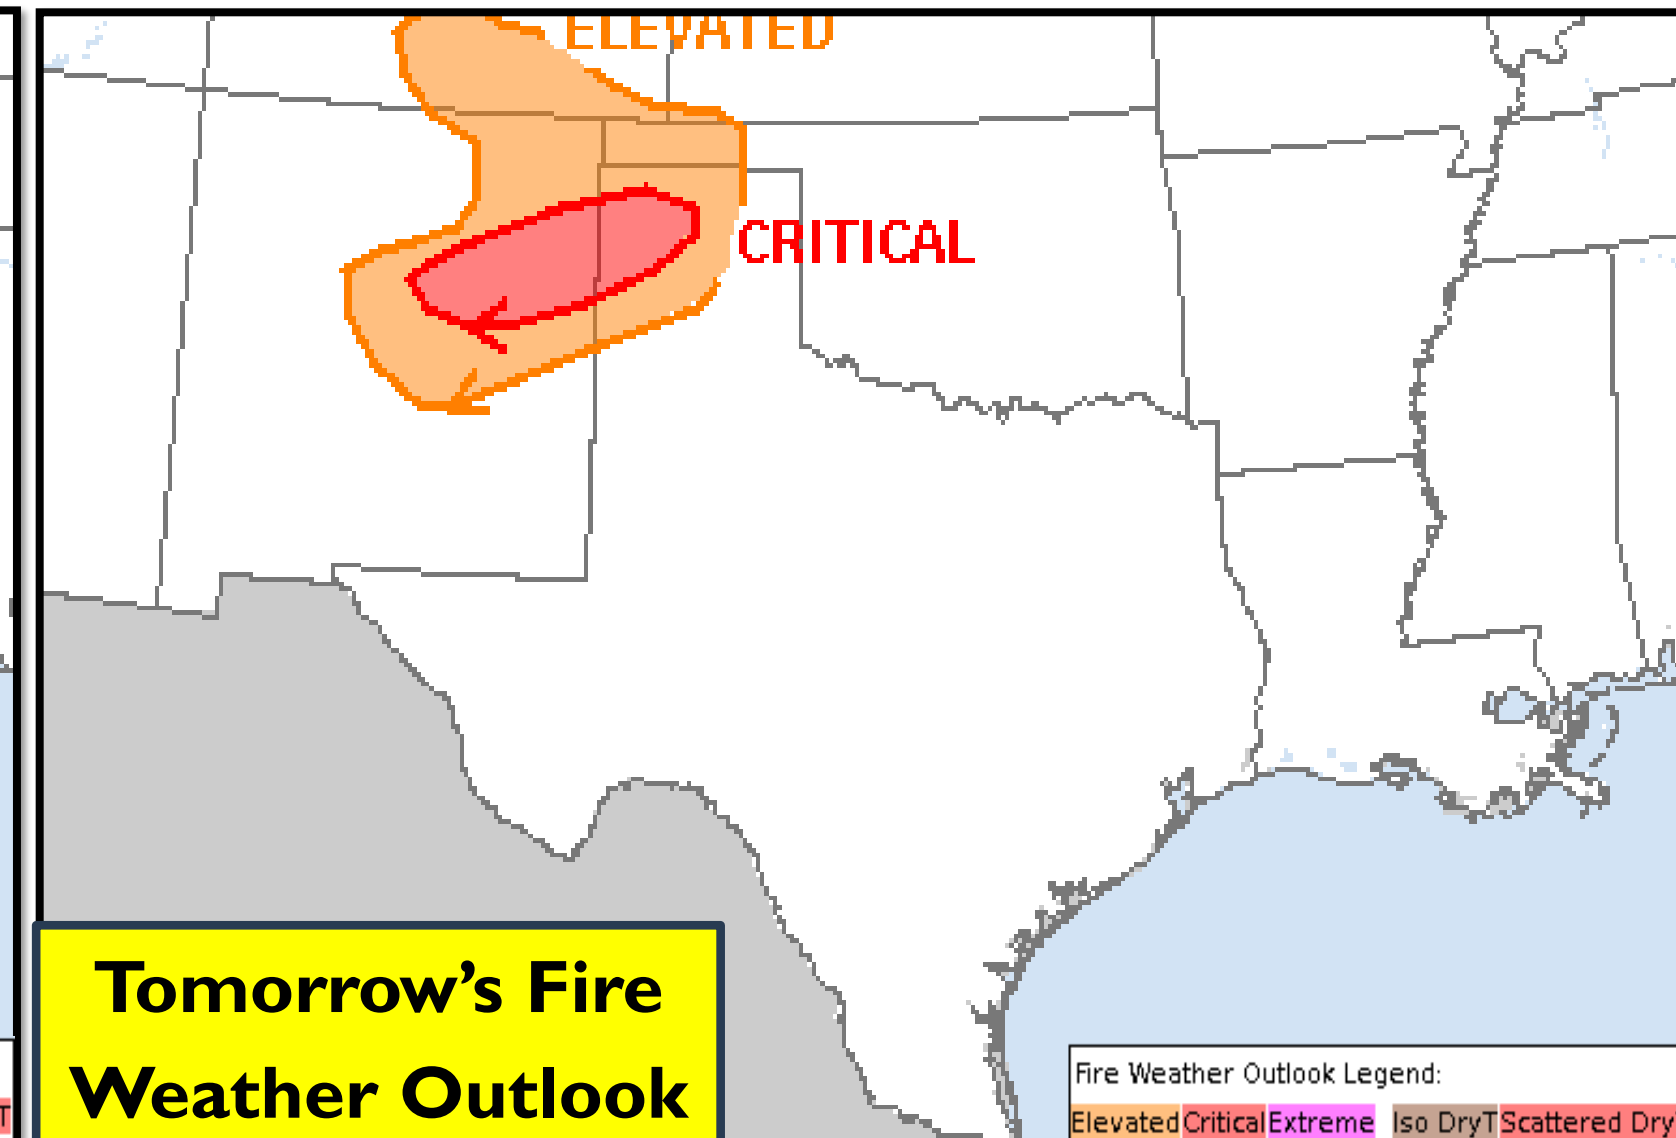 ELEVATED
CRITICAL
Tomorrow's Fire
Weather Outlook
Fire Weather Outlook Legend:
Elevated Critical Extreme Iso DryT Scattered Dry
T